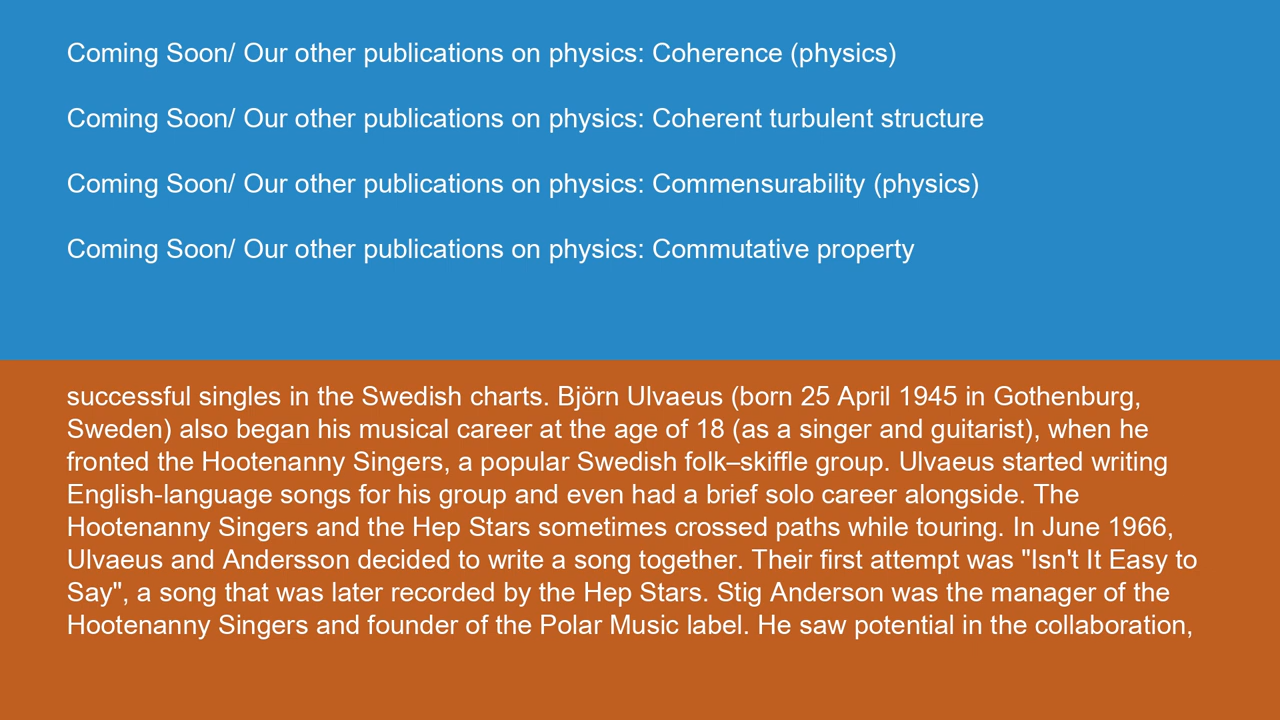 Coming Soon/ Our other publications on physics: Coherence (physics)
Coming Soon/ Our other publications on physics: Coherent turbulent structure
Coming Soon/ Our other publications on physics: Commensurability (physics)
Coming Soon/ Our other publications on physics: Commutative property
successful singles in the Swedish charts. Björn Ulvaeus (born 25 April 1945 in Gothenburg,
Sweden) also began his musical career at the age of 18 (as a singer and guitarist), when he
fronted the Hootenanny Singers, a popular Swedish folk–skiffle group. Ulvaeus started writing
English-language songs for his group and even had a brief solo career alongside. The
Hootenanny Singers and the Hep Stars sometimes crossed paths while touring. In June 1966,
Ulvaeus and Andersson decided to write a song together. Their first attempt was "Isn't It Easy to
Say", a song that was later recorded by the Hep Stars. Stig Anderson was the manager of the
Hootenanny Singers and founder of the Polar Music label. He saw potential in the collaboration,